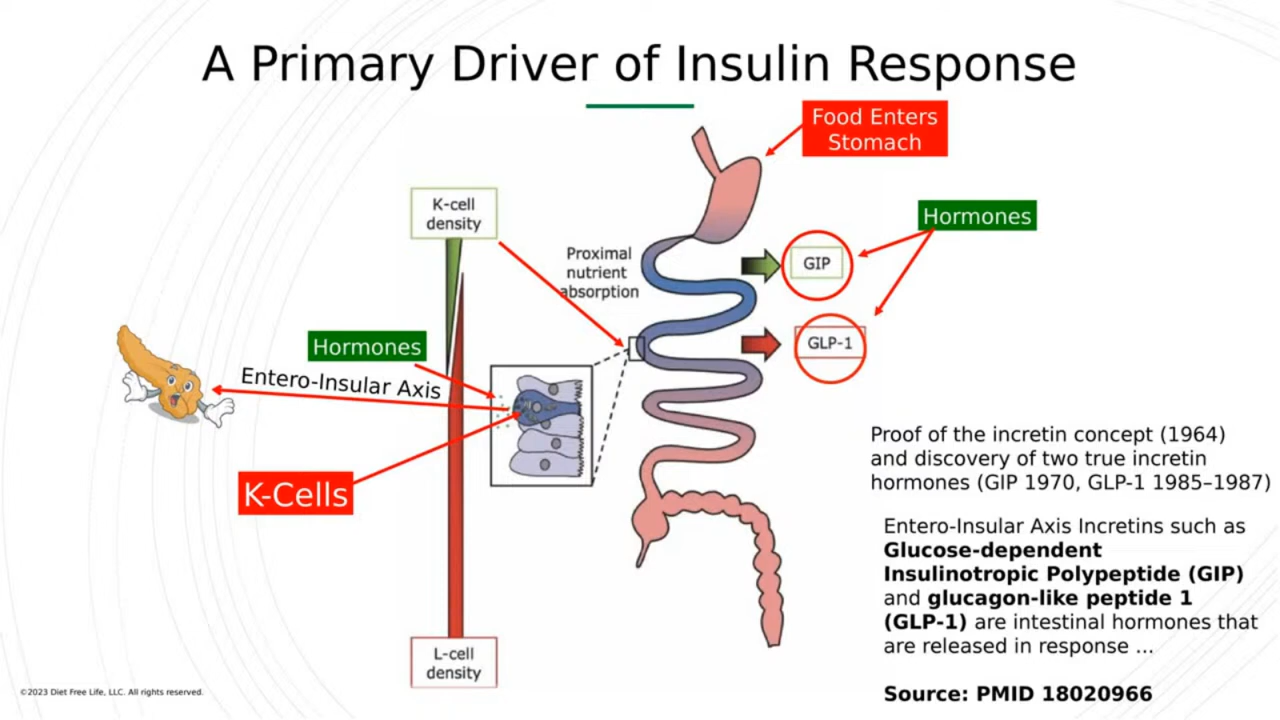 A Primary Driver of Insulin Response
Food Enters
Stomach
K-cell
density
Hormones
Proximal
nutrient
absorption
GIP
GLP-1
Hormones
Entero-Insular Axis
K-Cells
Proof of the incretin concept (1964)
and discovery of two true incretin
hormones (GIP 1970, GLP-1 1985–1987)
Entero-Insular Axis Incretins such as
Glucose-dependent
Insulinotropic Polypeptide (GIP)
and glucagon-like peptide 1
(GLP-1) are intestinal hormones that
are released in response ...
L-cell
density
Source: PMID 18020966
©2023 Diet Free Life, LLC. All rights reserved.